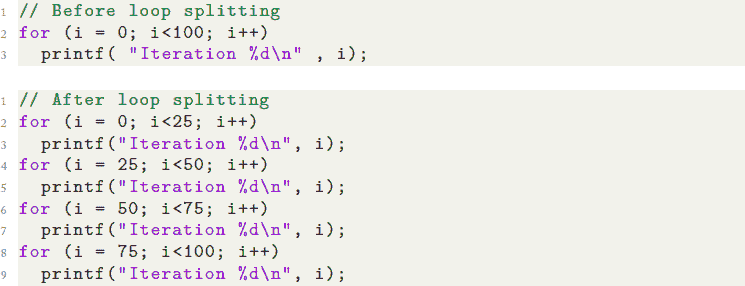 1 // Before loop splitting
2 for (i = 0; i<100; i++)
3 printf( "Iteration %d\n" , i);
1 // After loop splitting
2 for (i = 0; i<25; i++)
3 printf("Iteration %d\n", i);
4 for (i = 25; i<50; i++)
5 printf("Iteration %d\n", i);
6 for (i = 50; i<75; i++)
7 printf("Iteration %d\n", i);
8 for (i = 75; i<100; i++)
9 printf("Iteration %d\n", i);